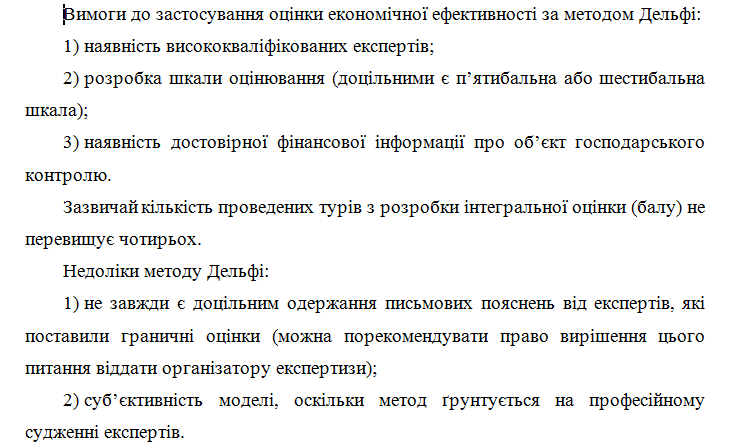 Вимоги до застосування оцінки економічної ефективності за методом Дельфі:
1) наявність висококваліфікованих експертів;
2) розробка шкали оцінювання (доцільними є п’ятибальна або шестибальна
шкала);
3) наявність достовірної фінансової інформації про об’єкт господарського
контролю.
Зазвичай кількість проведених турів з розробки інтегральної оцінки (балу) не
перевищує чотирьох.
Недоліки методу Дельфі:
1) не завжди є доцільним одержання письмових пояснень від експертів, які
поставили граничні оцінки (можна порекомендувати право вирішення цього
питання віддати організатору експертизи);
2) суб’єктивність моделі, оскільки метод ґрунтується на професійному
судженні експертів.